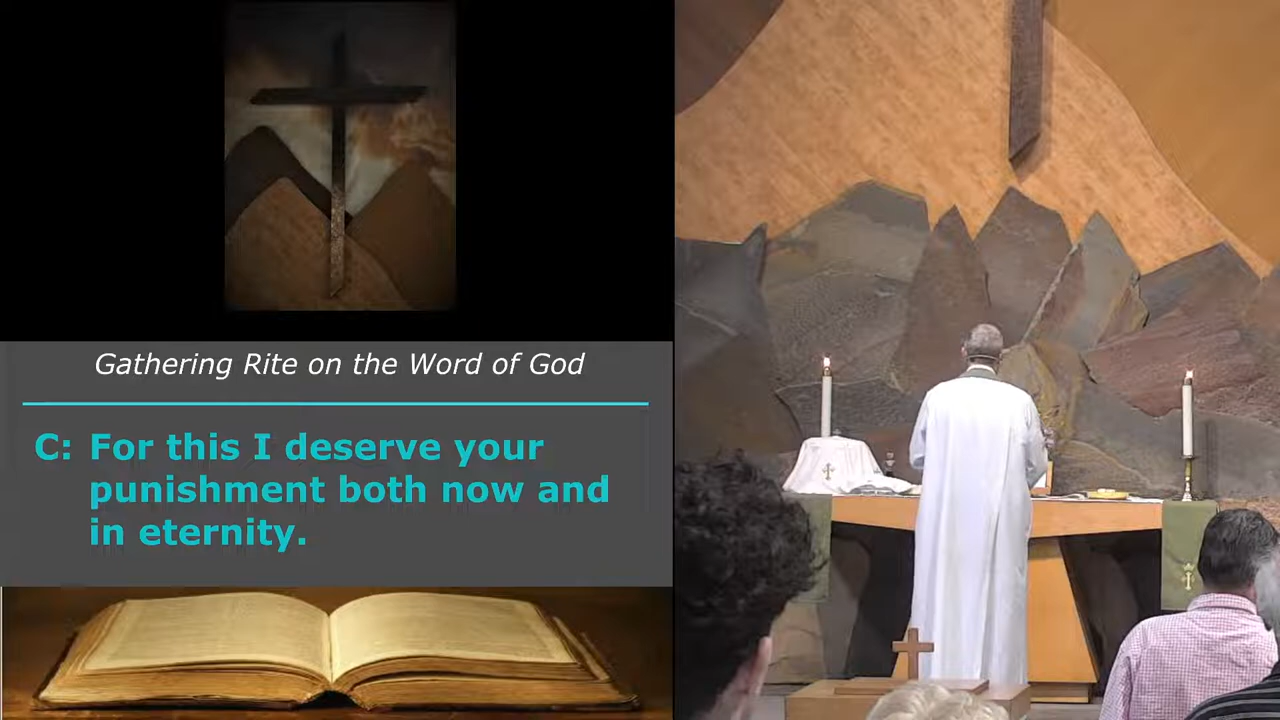 Gathering Rite on the Word of God
C: For this I deserve your
punishment both now and
in eternity.